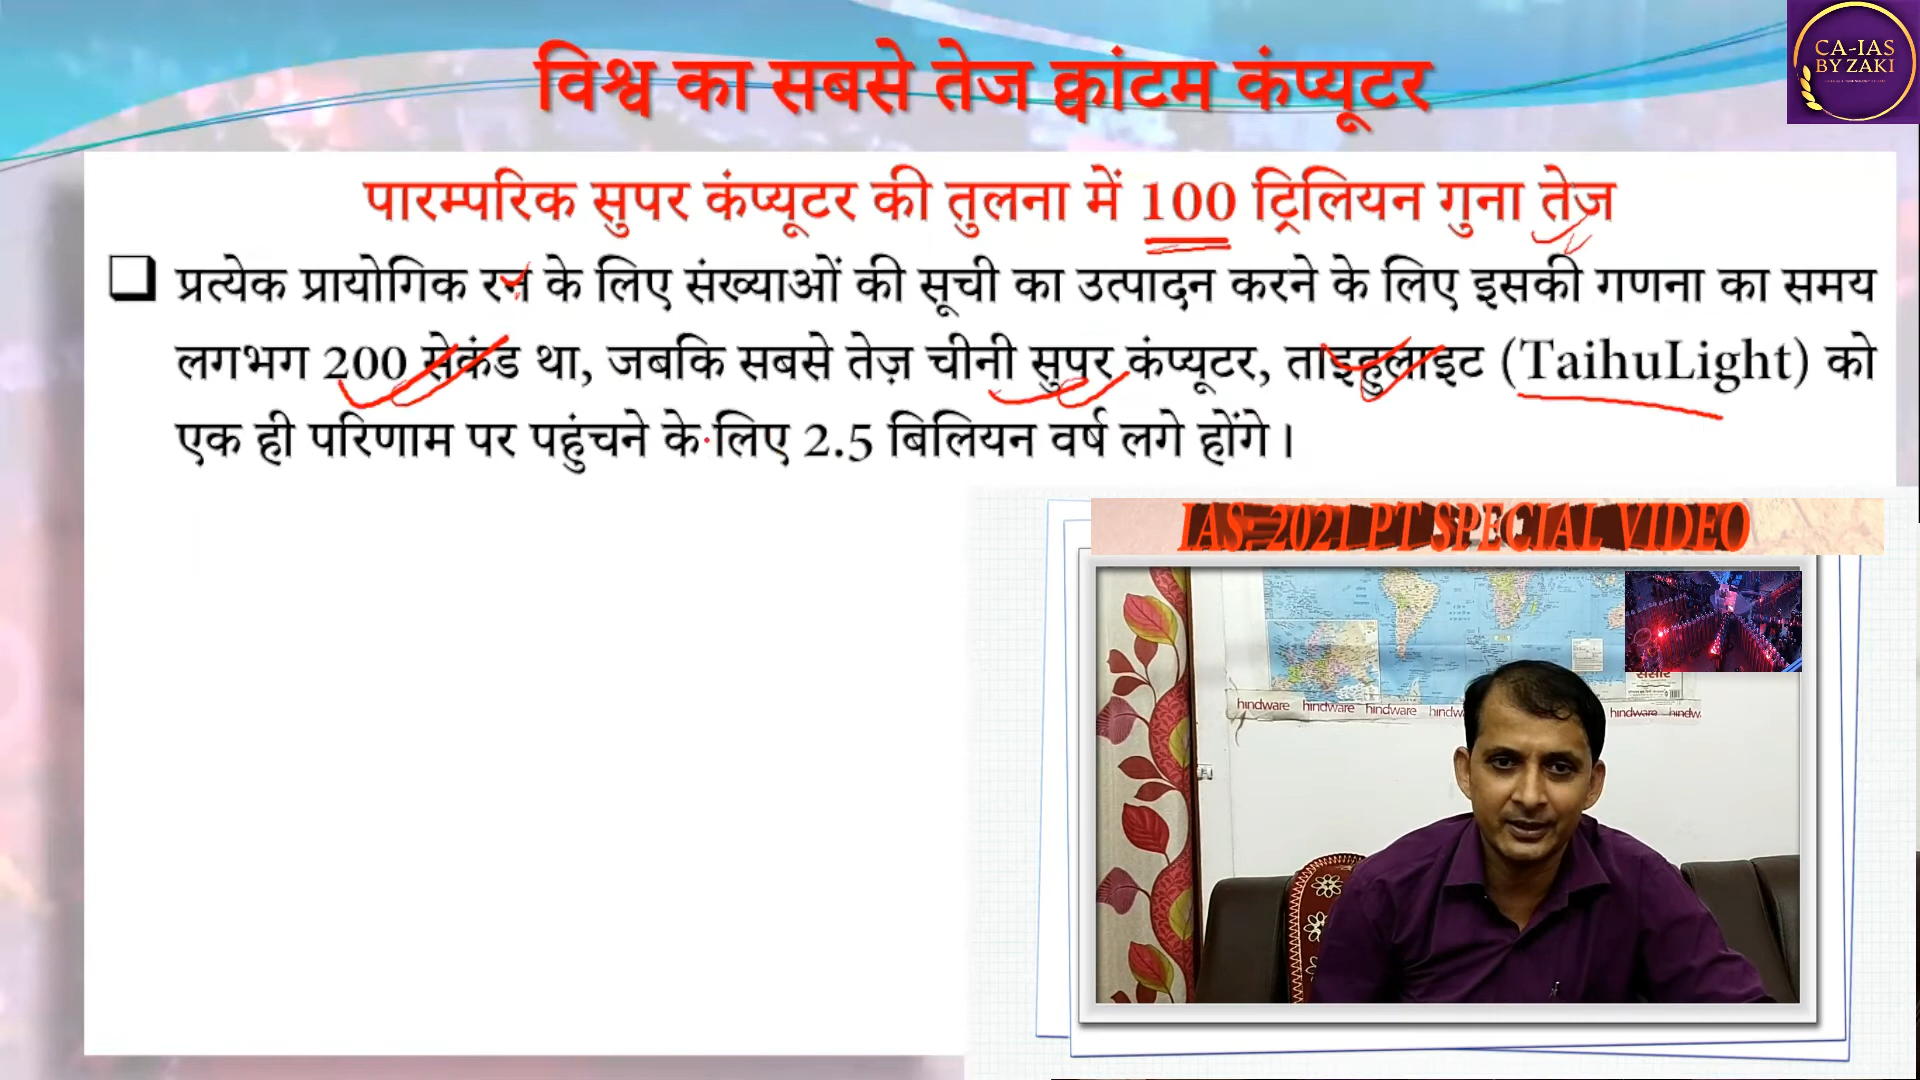 विश्व का सबसे तेज क्वांटम कंप्यूटर
CA-IAS
BY ZAKI
पारम्परिक सुपर कंप्यूटर की तुलना में 100 ट्रिलियन गुना तेज़
प्रत्येक प्रायोगिक रन के लिए संख्याओं की सूची का उत्पादन करने के लिए इसकी गणना का समय
लगभग 200 सेकंड था, जबकि सबसे तेज़ चीनी सुपर कंप्यूटर, ताइहुलाइट (TaihuLight) को
एक ही परिणाम पर पहुंचने के लिए 2.5 बिलियन वर्ष लगे होंगे।
IAS: 2021 PT SPECIAL VIDEO
संसार
hindware hindware hindware hindw hindware hindw